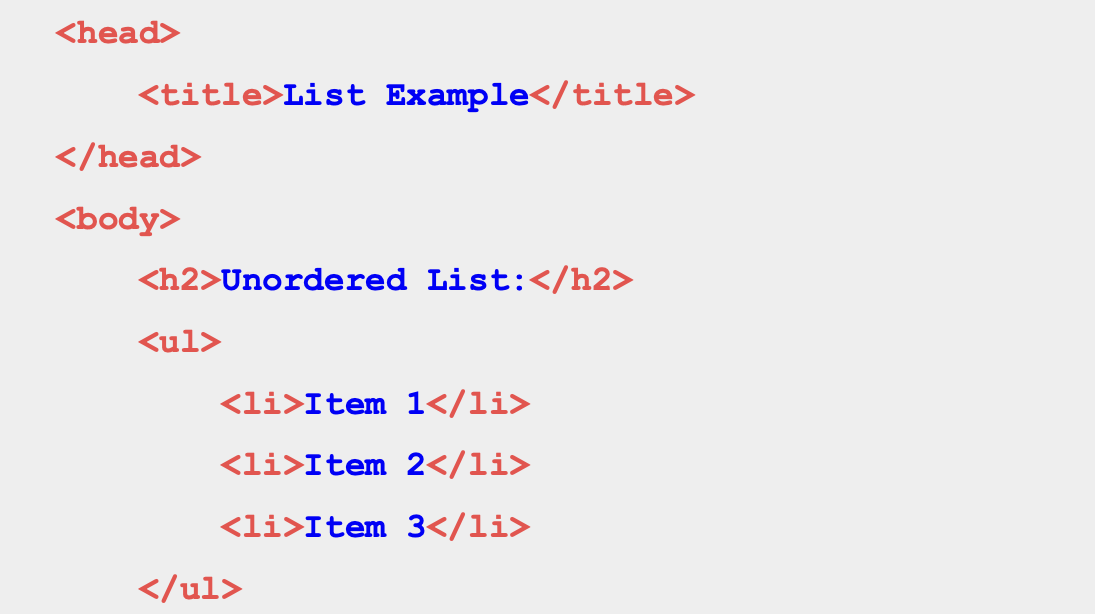 <head>
<title>List Example</title>
</head>
<body>
<h2>Unordered List:</h2>
<ul>
<li>Item 1</li>
<li>Item 2</li>
<li>Item 3</li>
</ul>